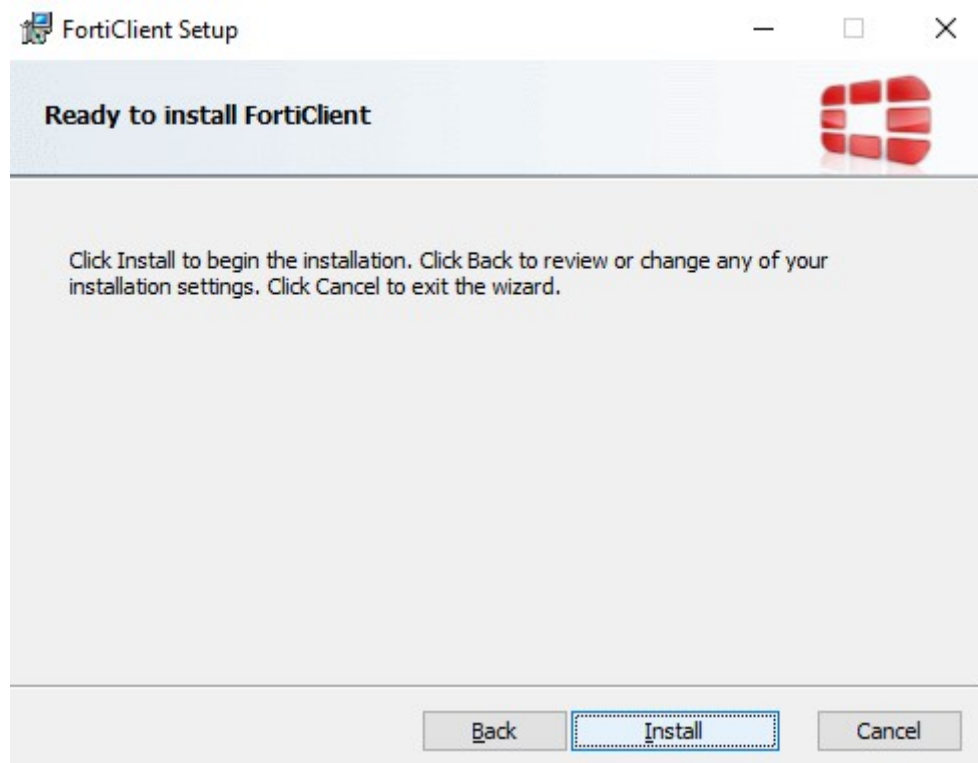 FortiClient Setup
Ready to install FortiClient
Click Install to begin the installation. Click Back to review or change any of your
installation settings. Click Cancel to exit the wizard.
Back
Install
Cancel